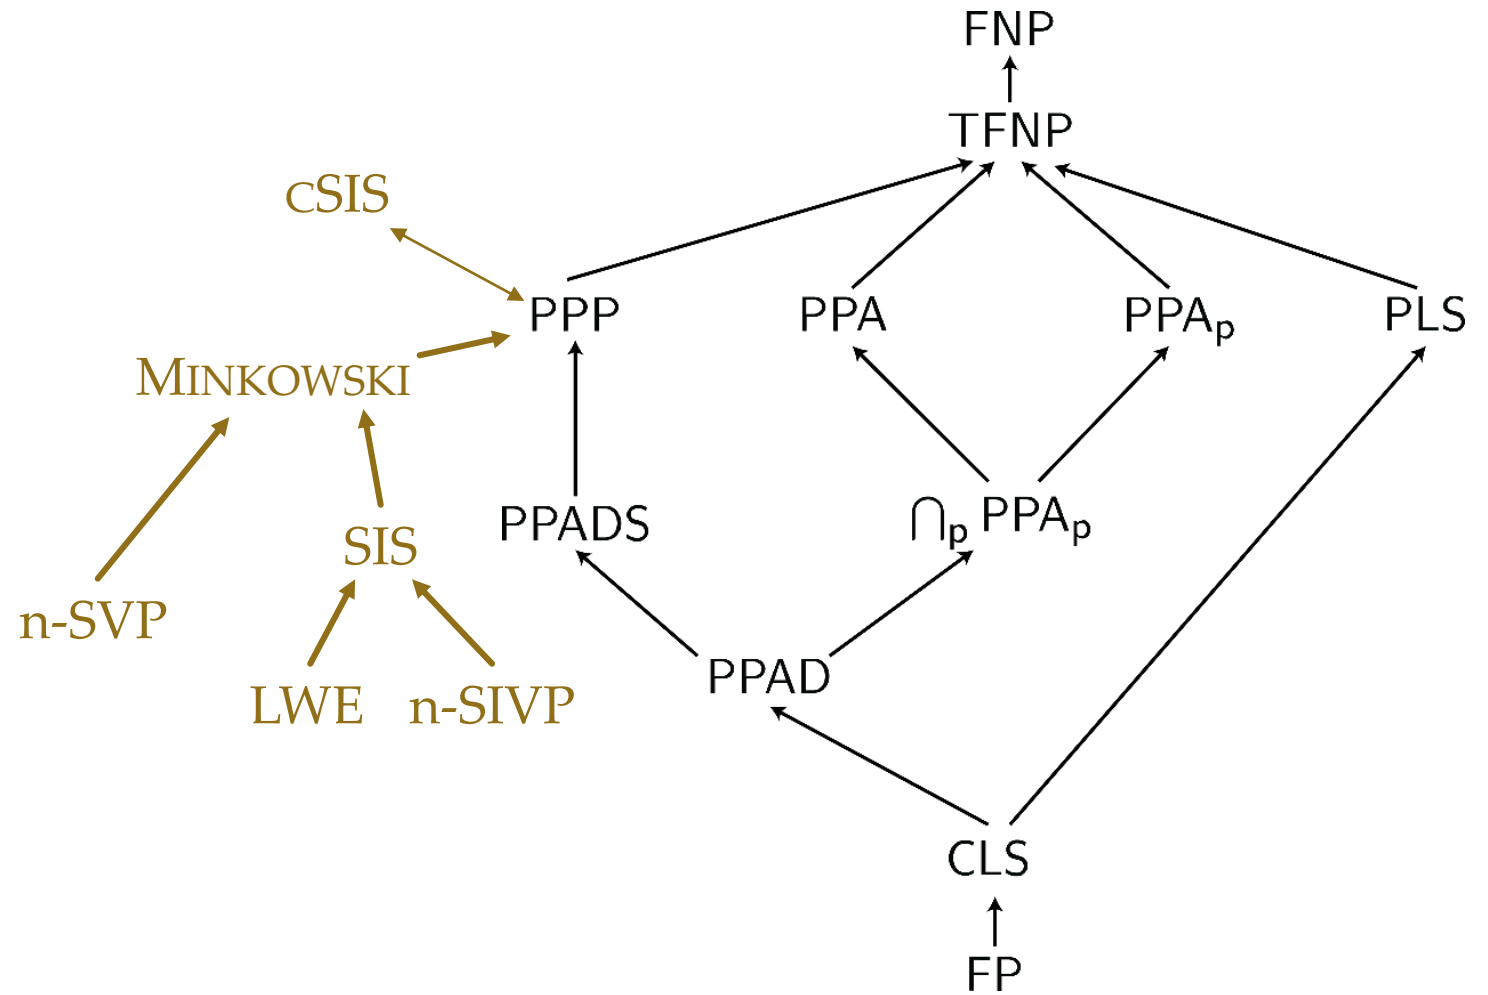 FNP
TFNP
cSIS
PPP
PPA
PPAp
PLS
MINKOWSKI
PPADS
⋂p PPAp
SIS
n-SVP
PPAD
LWE
n-SIVP
CLS
FP